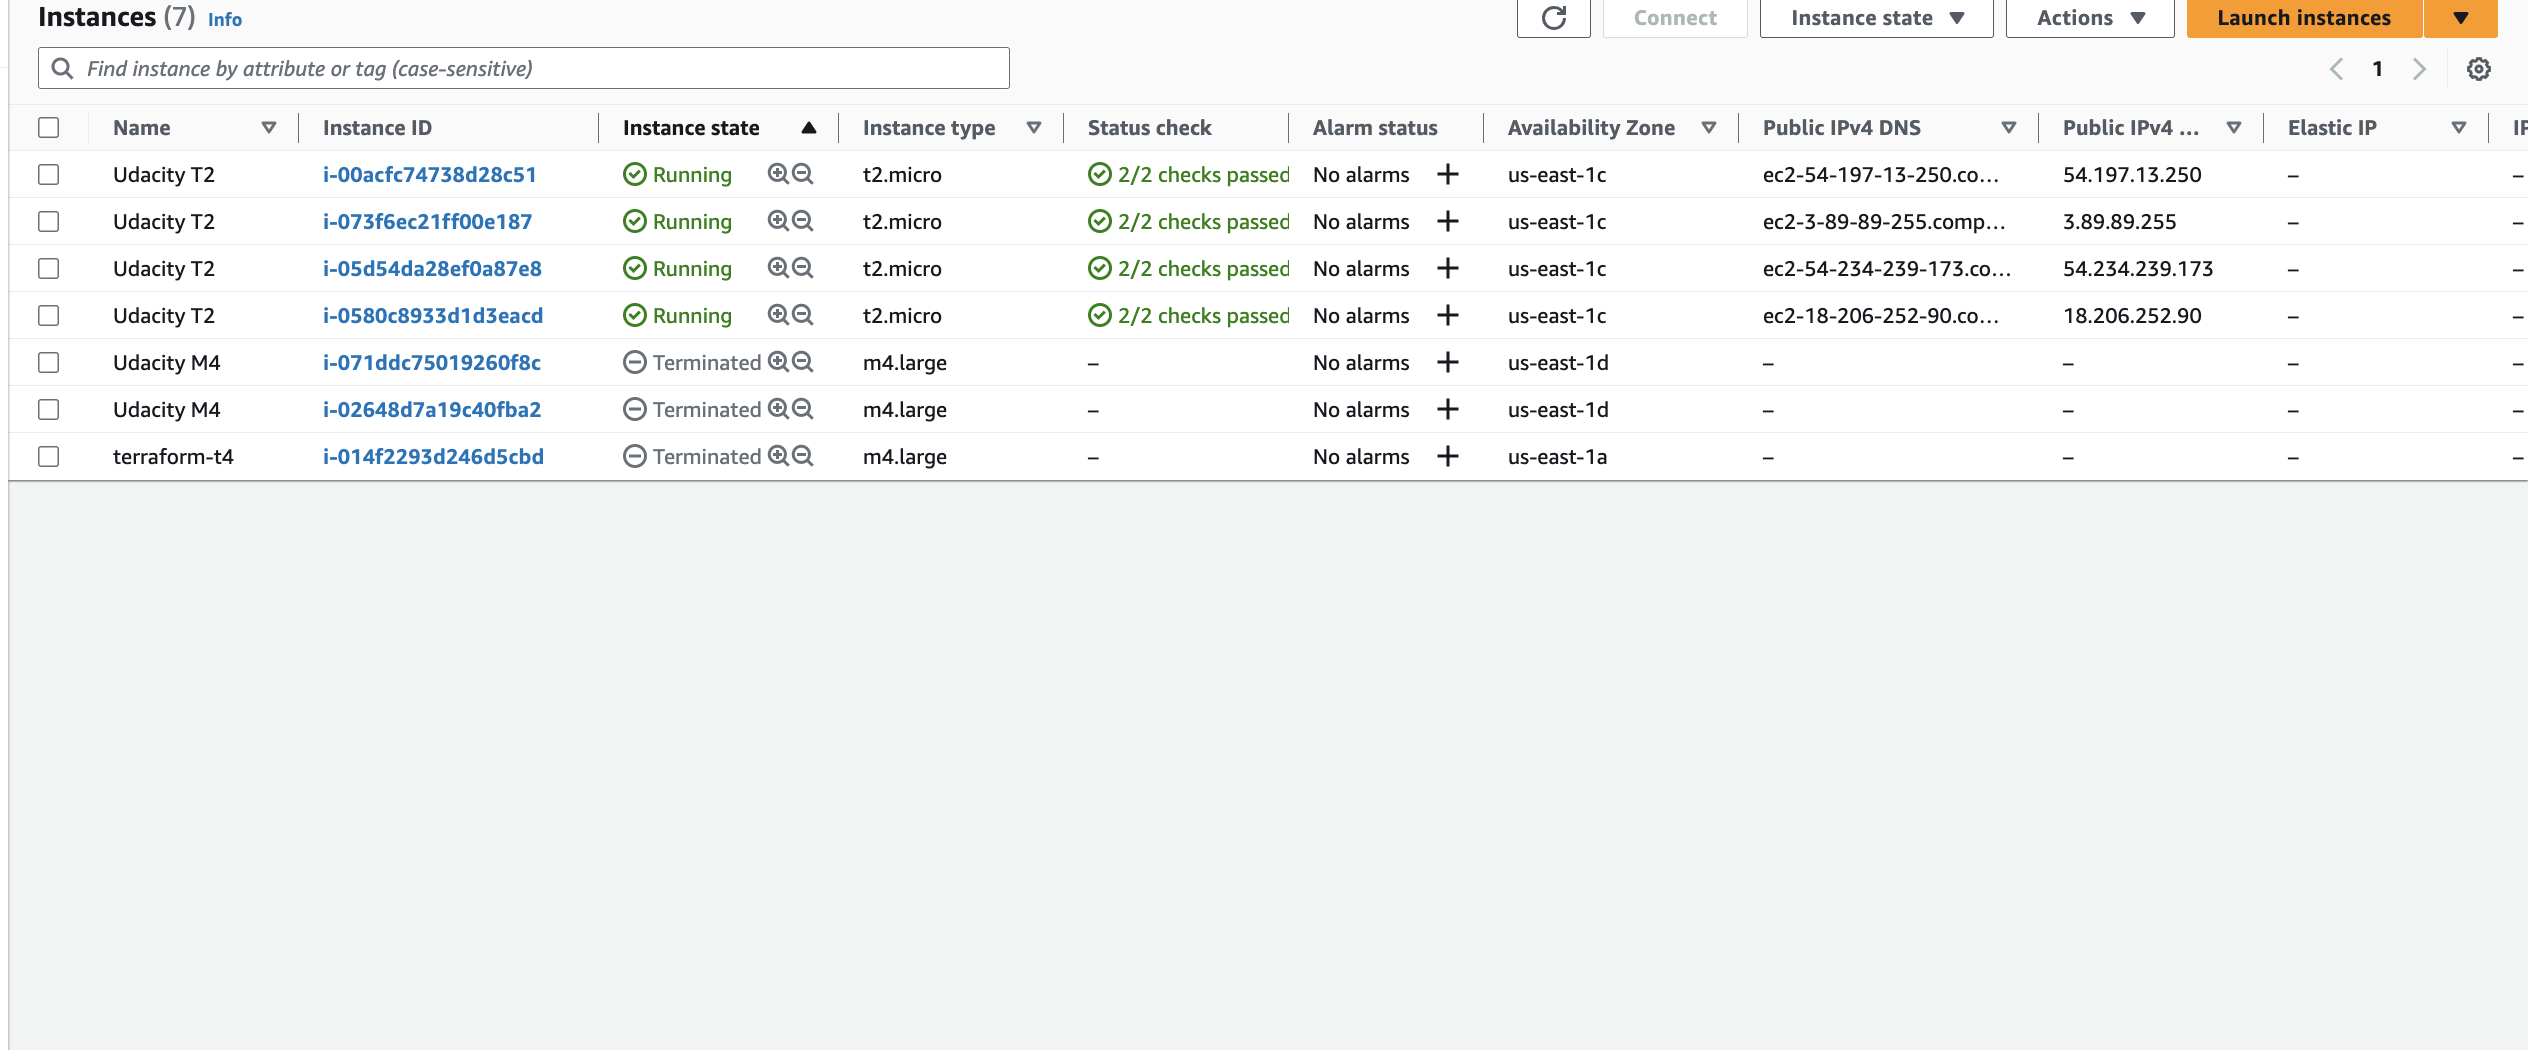 Instances (7) Info Connect Instance state Actions Launch instances
Find instance by attribute or tag (case-sensitive) 1
Name Instance ID Instance state Instance type Status check Alarm status Availability Zone Public IPv4 DNS Public IPv4 ... Elastic IP
Udacity T2 i-00acfc74738d28c51 Running t2.micro 2/2 checks passed No alarms + us-east-1c ec2-54-197-13-250.co... 54.197.13.250 – –
Udacity T2 i-073f6ec21ff00e187 Running t2.micro 2/2 checks passed No alarms + us-east-1c ec2-3-89-89-255.comp... 3.89.89.255 – –
Udacity T2 i-05d54da28ef0a87e8 Running t2.micro 2/2 checks passed No alarms + us-east-1c ec2-54-234-239-173.co... 54.234.239.173 – –
Udacity T2 i-0580c8933d1d3eacd Running t2.micro 2/2 checks passed No alarms + us-east-1c ec2-18-206-252-90.co... 18.206.252.90 – –
Udacity M4 i-071ddc75019260f8c Terminated m4.large – No alarms + us-east-1d – – – –
Udacity M4 i-02648d7a19c40fba2 Terminated m4.large – No alarms + us-east-1d – – – –
terraform-t4 i-014f2293d246d5cbd Terminated m4.large – No alarms + us-east-1a – – – –